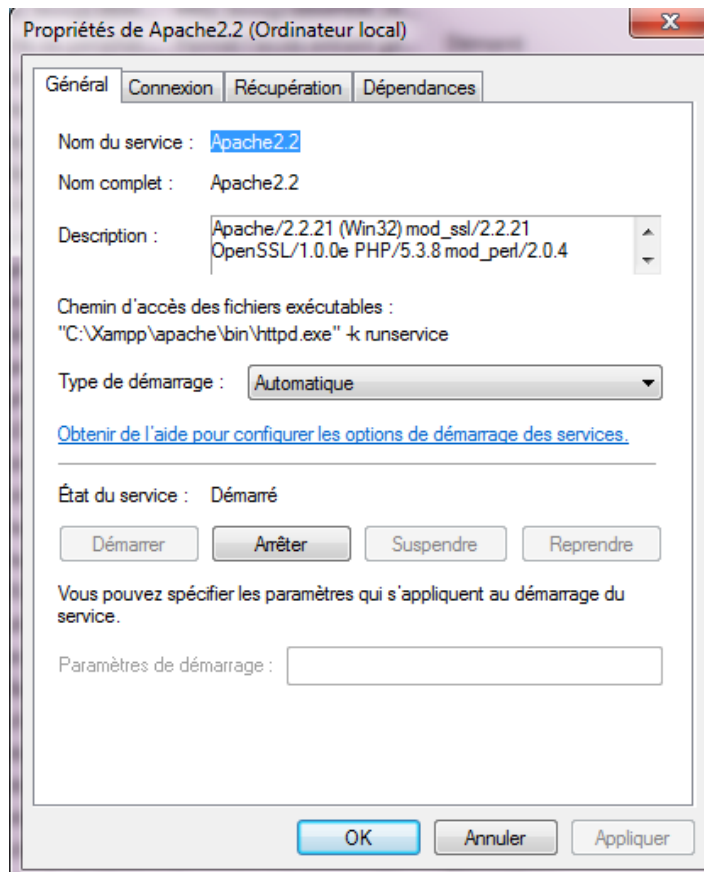 Propriétés de Apache2.2 (Ordinateur local)
Général Connexion Récupération Dépendances
Nom du service : Apache2.2
Nom complet : Apache2.2
Description : Apache/2.2.21 (Win32) mod_ssl/2.2.21
OpenSSL/1.0.0e PHP/5.3.8 mod_perl/2.0.4
Chemin d'accès des fichiers exécutables :
"C:\Xampp\apache\bin\httpd.exe" -k runservice
Type de démarrage : Automatique
Obtenir de l'aide pour configurer les options de démarrage des services.
État du service : Démarré
Démarrer Arrêter Suspendre Reprendre
Vous pouvez spécifier les paramètres qui s'appliquent au démarrage du
service.
Paramètres de démarrage :
OK Annuler Appliquer